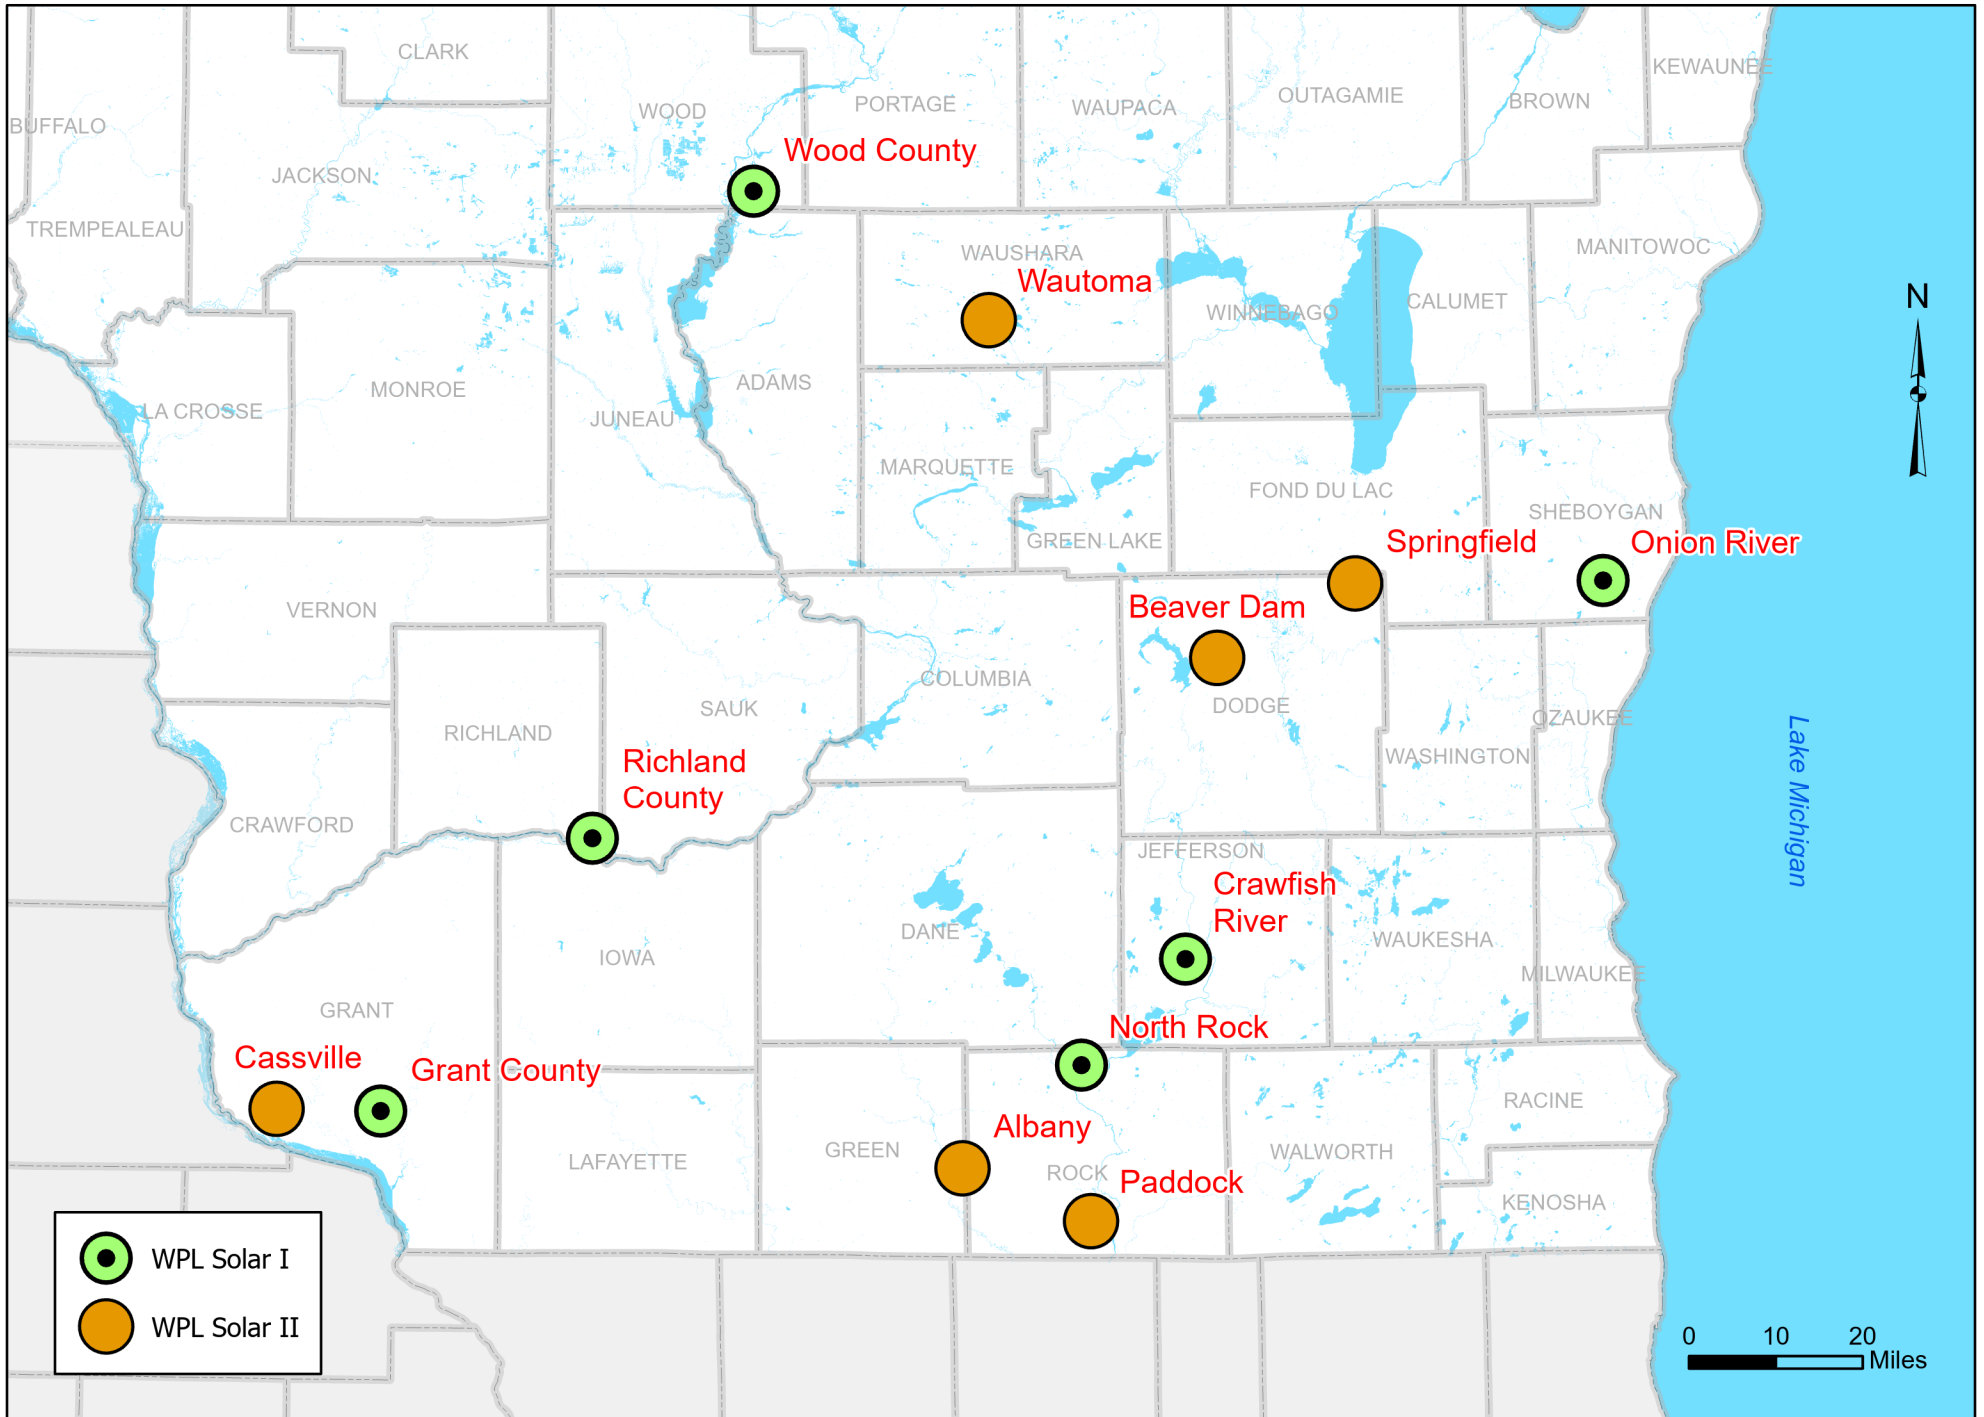 CLARK
KEWAUNEE
WOOD
PORTAGE
WAUPACA
OUTAGAMIE
BROWN
BUFFALO
Wood County
JACKSON
TREMPEALEAU
WAUSHARA
MANITOWOC
Wautoma
N
WINNEBAGO
CALUMET
MONROE
ADAMS
LA CROSSE
JUNEAU
MARQUETTE
FOND DU LAC
SHEBOYGAN
GREEN LAKE
Springfield
Onion River
VERNON
Beaver Dam
COLUMBIA
SAUK
DODGE
RICHLAND
OZAUKEE
WASHINGTON
Lake Michigan
Richland
County
CRAWFORD
JEFFERSON
Crawfish
River
DANE
WAUKESHA
IOWA
MILWAUKEE
GRANT
North Rock
Cassville
Grant County
RACINE
Albany
GREEN
ROCK
WALWORTH
LAFAYETTE
Paddock
KENOSHA
WPL Solar I
WPL Solar II
0 10 20
Miles